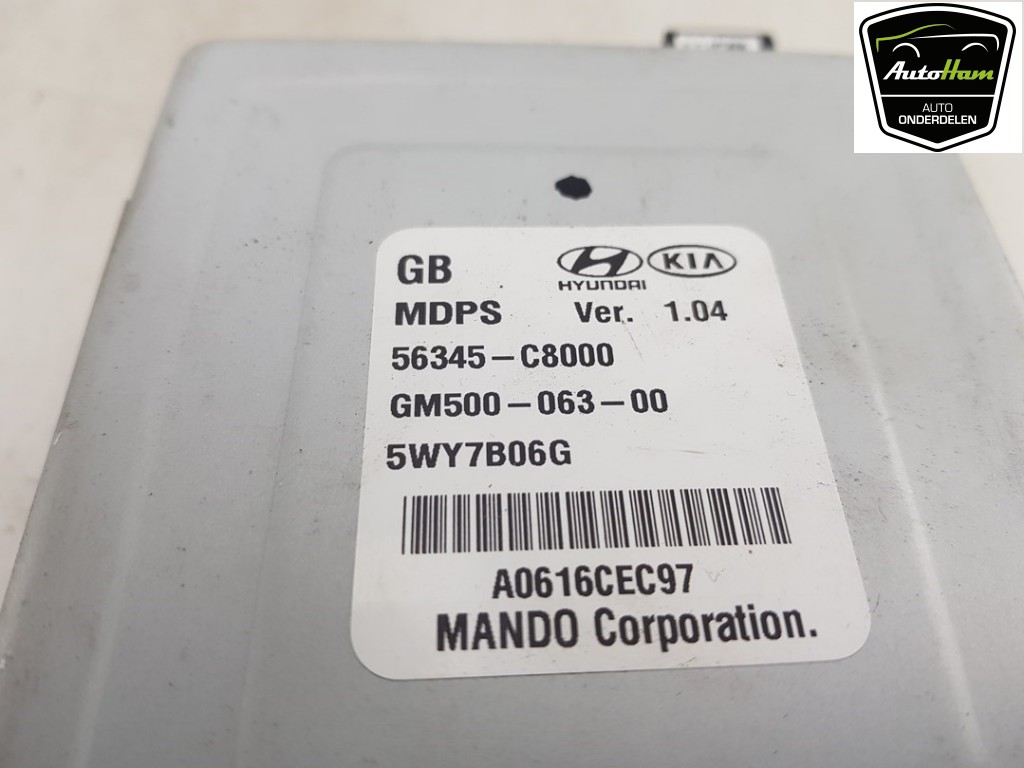 AutoHam
AUTO
ONDERDELEN
GB HYUNDAI KIA
MDPS Ver. 1.04
56345-C8000
GM500-063-00
5WY7B06G
A0616CEC97
MANDO Corporation.